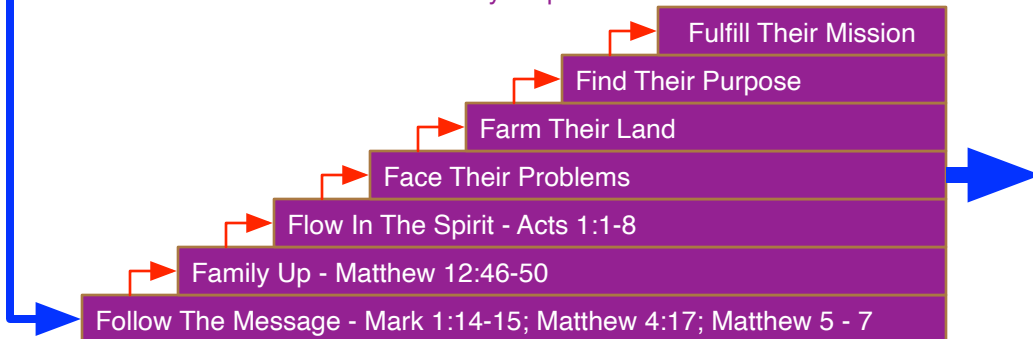 Fulfill Their Mission
Find Their Purpose
Farm Their Land
Face Their Problems
Flow In The Spirit - Acts 1:1-8
Family Up - Matthew 12:46-50
Follow The Message - Mark 1:14-15; Matthew 4:17; Matthew 5 - 7